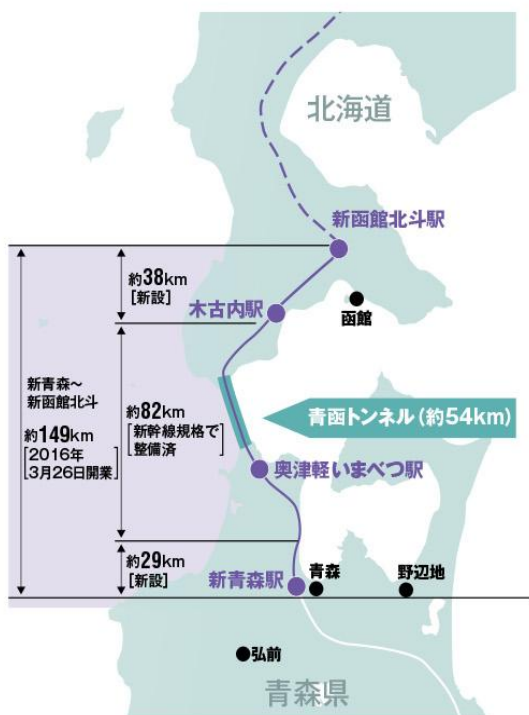 北海道
新函館北斗駅
約38km
[新設]
木古内駅
函館
新青森～
新函館北斗
約149km
[2016年
3月26日開業]
約82km
[新幹線規格で
整備済]
青函トンネル(約54km)
奥津軽いまべつ駅
約29km
[新設]
新青森駅
青森
野辺地
弘前
青森県